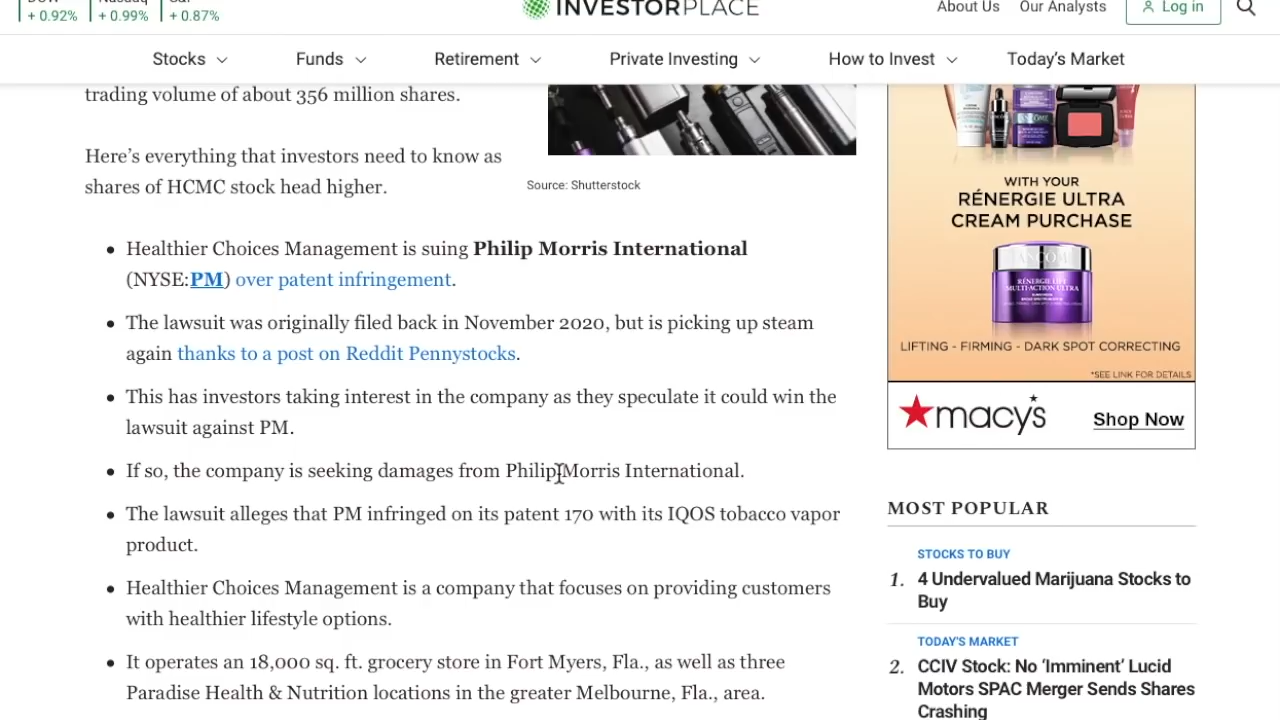 + 0.92%
+ 0.99%
+ 0.87%
INVESTORPLACE
About Us
Our Analysts
Log in
Stocks
Funds
Retirement
Private Investing
How to Invest
Today's Market
trading volume of about 356 million shares.
Here's everything that investors need to know as
shares of HCMC stock head higher.
Source: Shutterstock
• Healthier Choices Management is suing Philip Morris International
(NYSE:PM) over patent infringement.
• The lawsuit was originally filed back in November 2020, but is picking up steam
again thanks to a post on Reddit Pennystocks.
• This has investors taking interest in the company as they speculate it could win the
lawsuit against PM.
• If so, the company is seeking damages from Philip Morris International.
• The lawsuit alleges that PM infringed on its patent 170 with its IQOS tobacco vapor
product.
• Healthier Choices Management is a company that focuses on providing customers
with healthier lifestyle options.
• It operates an 18,000 sq. ft. grocery store in Fort Myers, Fla., as well as three
Paradise Health & Nutrition locations in the greater Melbourne, Fla., area.
WITH YOUR
RÉNERGIE ULTRA
CREAM PURCHASE
LANCÔME
RÉNERGIE LIFT
MULTI-ACTION ULTRA
LIFTING - FIRMING - DARK SPOT CORRECTING
*SEE LINK FOR DETAILS
macy's
Shop Now
MOST POPULAR
STOCKS TO BUY
1. 4 Undervalued Marijuana Stocks to
Buy
TODAY'S MARKET
2. CCIV Stock: No 'Imminent' Lucid
Motors SPAC Merger Sends Shares
Crashing